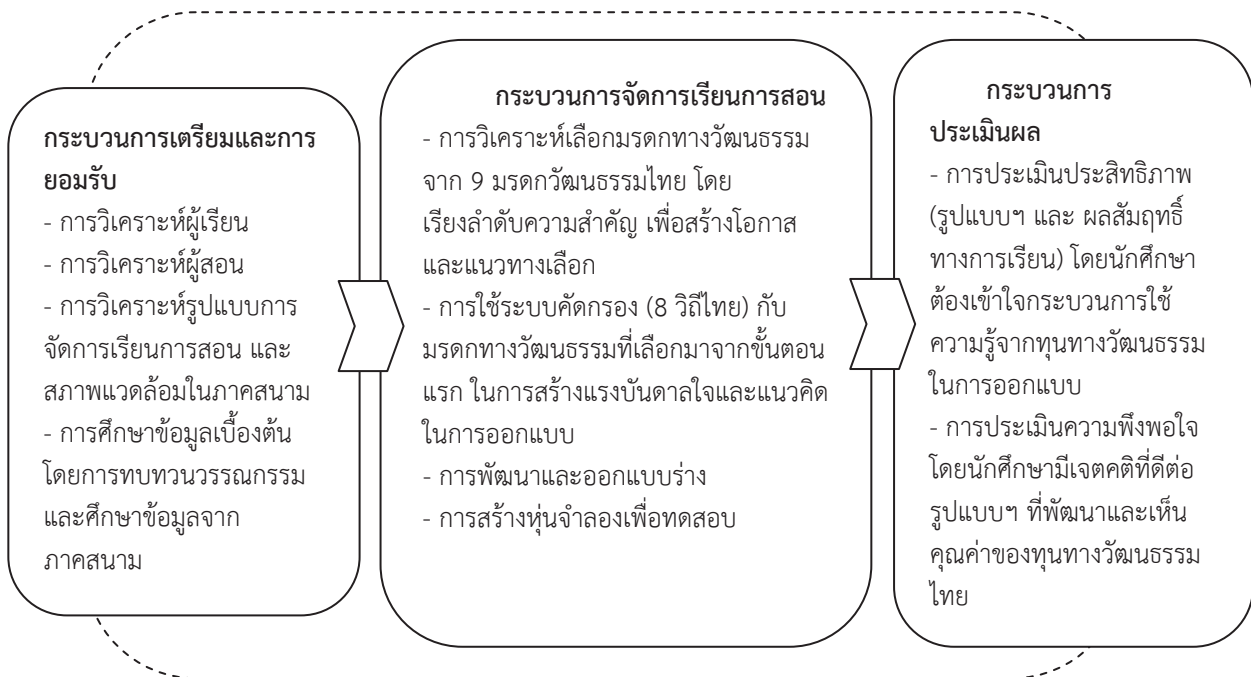 กระบวนการเตรียมและการ
ยอมรับ
- การวิเคราะห์ผู้เรียน
- การวิเคราะห์ผู้สอน
- การวิเคราะห์รูปแบบการ
จัดการเรียนการสอน และ
สภาพแวดล้อมในภาคสนาม
- การศึกษาข้อมูลเบื้องต้น
โดยการทบทวนวรรณกรรม
และศึกษาข้อมูลจาก
ภาคสนาม
กระบวนการจัดการเรียนการสอน
- การวิเคราะห์เลือกมรดกทางวัฒนธรรม
จาก 9 มรดกวัฒนธรรมไทย โดย
เรียงลำดับความสำคัญ เพื่อสร้างโอกาส
และแนวทางเลือก
- การใช้ระบบคัดกรอง (8 วิถีไทย) กับ
มรดกทางวัฒนธรรมที่เลือกมาจากขั้นตอน
แรก ในการสร้างแรงบันดาลใจและแนวคิด
ในการออกแบบ
- การพัฒนาและออกแบบร่าง
- การสร้างหุ่นจำลองเพื่อทดสอบ
กระบวนการ
ประเมินผล
- การประเมินประสิทธิภาพ
(รูปแบบฯ และ ผลสัมฤทธิ์
ทางการเรียน) โดยนักศึกษา
ต้องเข้าใจกระบวนการใช้
ความรู้จากทุนทางวัฒนธรรม
ในการออกแบบ
- การประเมินความพึงพอใจ
โดยนักศึกษามีเจตคติที่ดีต่อ
รูปแบบฯ ที่พัฒนาและเห็น
คุณค่าของทุนทางวัฒนธรรม
ไทย